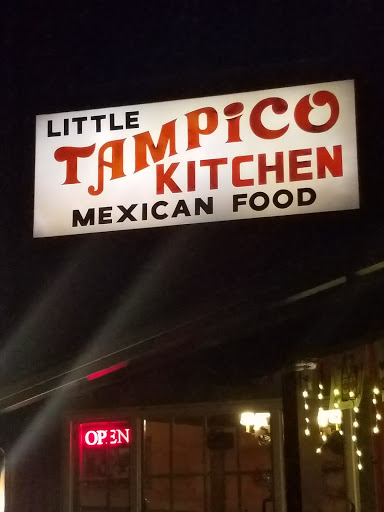 LITTLE
TAMPiCO
KITCHEN
MEXICAN FOOD
OPEN